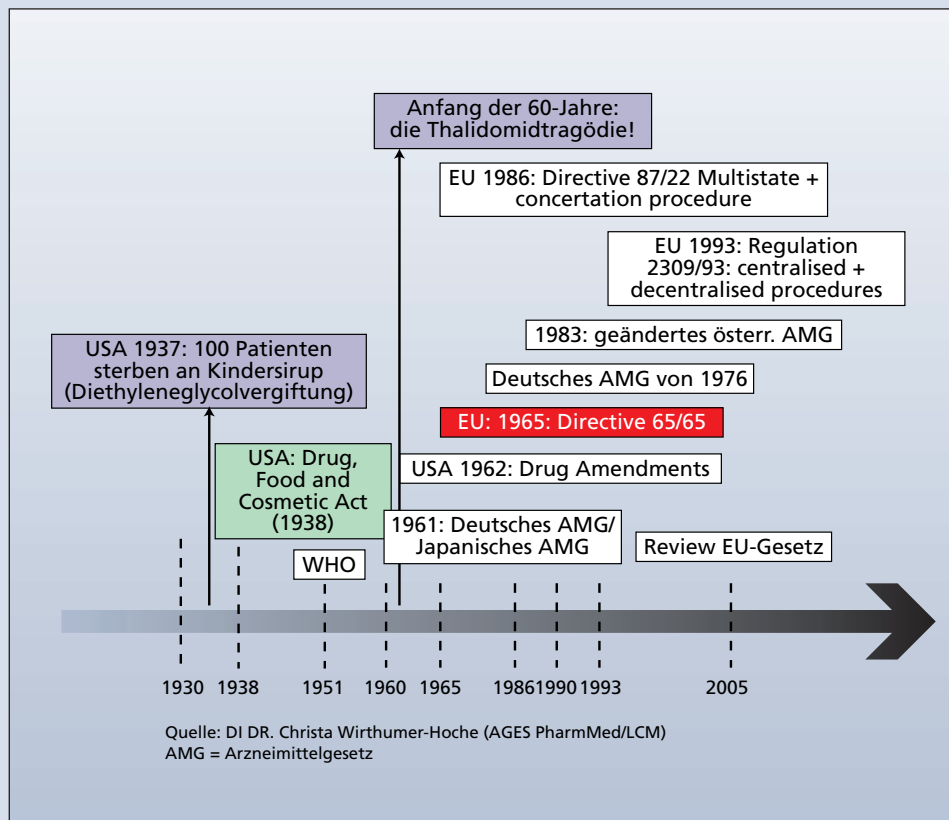 Anfang der 60-Jahre:
die Thalidomidtragödie!
EU 1986: Directive 87/22 Multistate +
concertation procedure
EU 1993: Regulation
2309/93: centralised +
decentralised procedures
1983: geändertes österr. AMG
USA 1937: 100 Patienten
sterben an Kindersirup
(Diethyleneglycolvergiftung)
Deutsches AMG von 1976
EU: 1965: Directive 65/65
USA: Drug,
Food and
Cosmetic Act
(1938)
USA 1962: Drug Amendments
1961: Deutsches AMG/
Japanisches AMG
Review EU-Gesetz
WHO
1930 1938 1951 1960 1965 1986 1990 1993 2005
Quelle: DI DR. Christa Wirthumer-Hoche (AGES PharmMed/LCM)
AMG = Arzneimittelgesetz